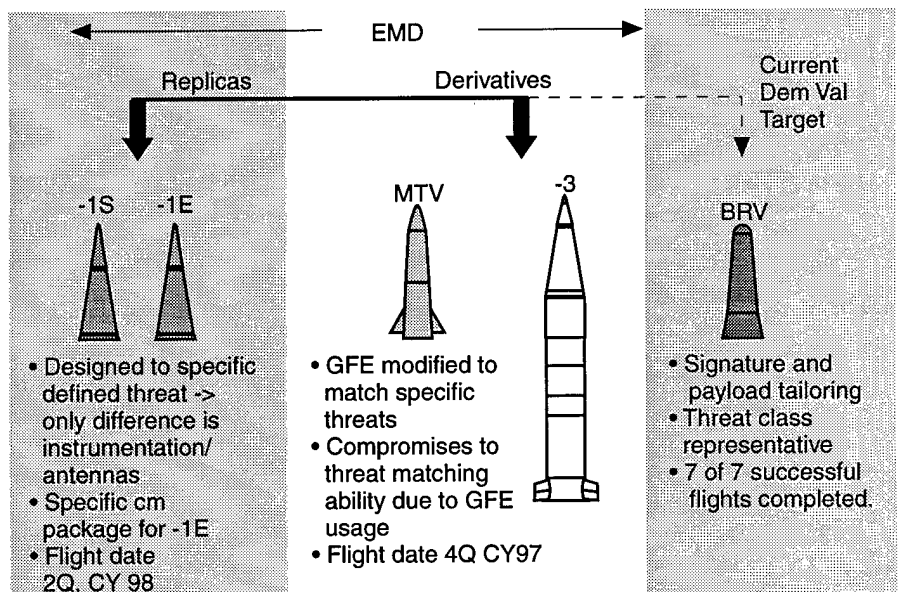 EMD
Replicas
Derivatives
Current
Dem Val
Target
-1S
-1E
• Designed to specific
defined threat ->
only difference is
instrumentation/
antennas
• Specific cm
package for -1E
• Flight date
2Q, CY 98
MTV
-3
• GFE modified to
match specific
threats
• Compromises to
threat matching
ability due to GFE
usage
• Flight date 4Q CY97
BRV
• Signature and
payload tailoring
• Threat class
representative
• 7 of 7 successful
flights completed.